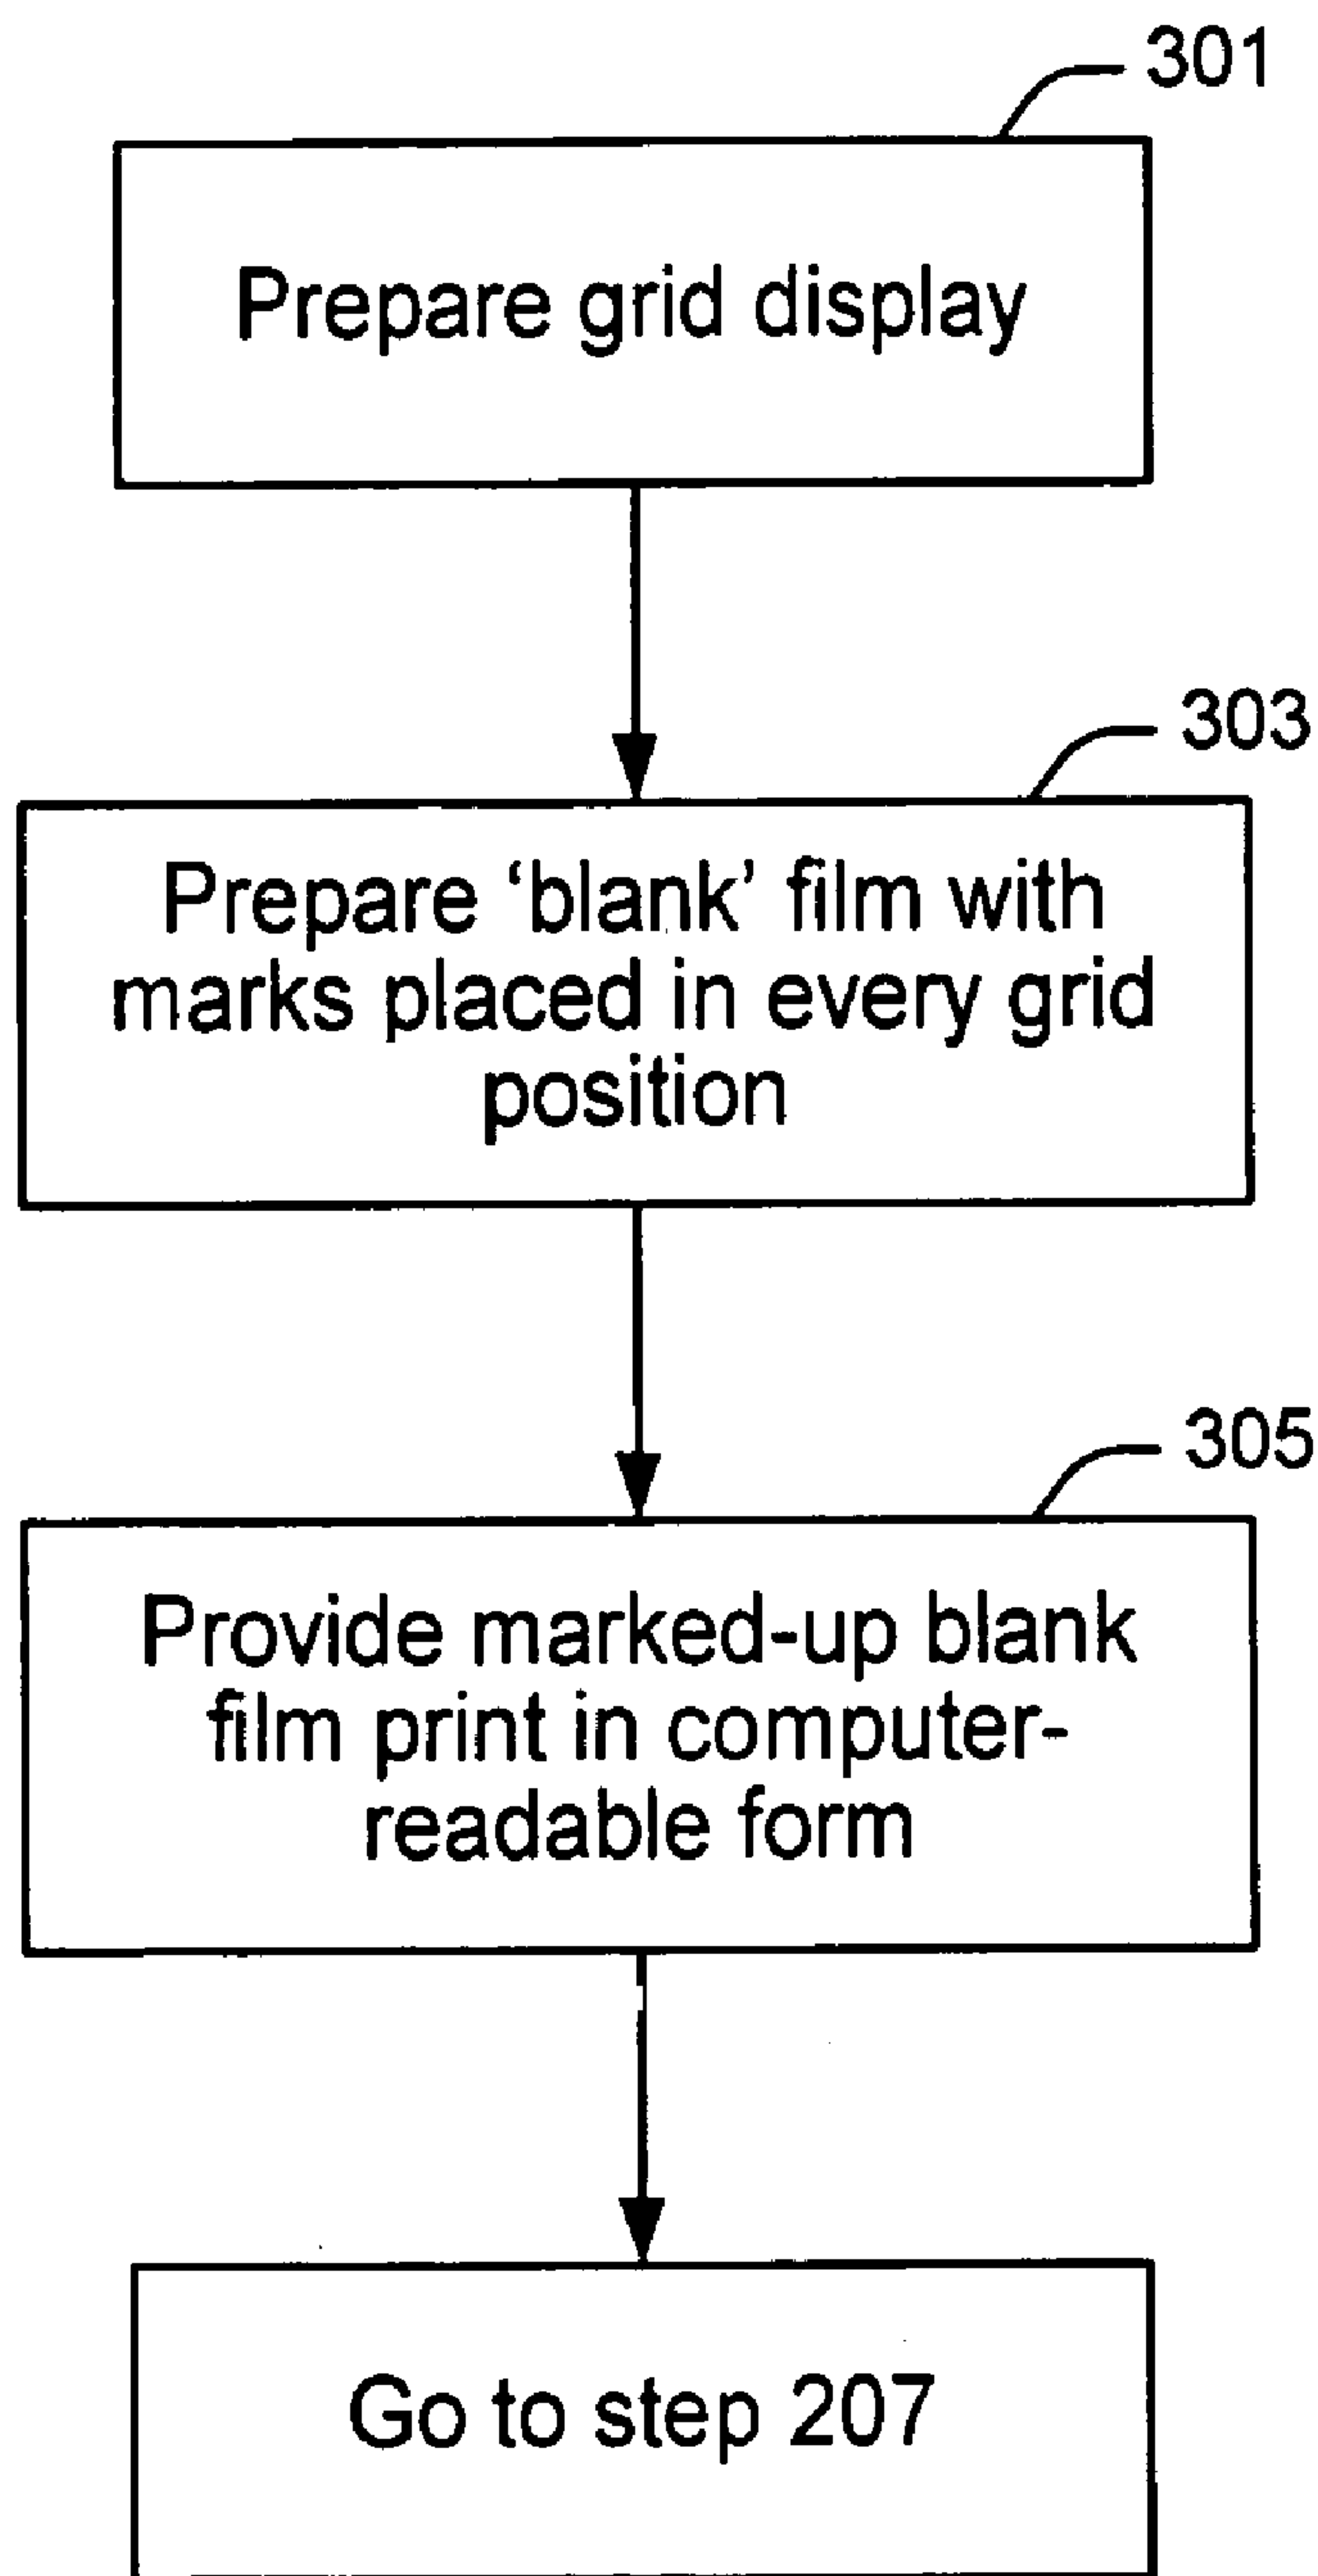 301
Prepare grid display
303
Prepare ‘blank’ film with
marks placed in every grid
position
305
Provide marked-up blank
film print in computer-
readable form
Go to step 207